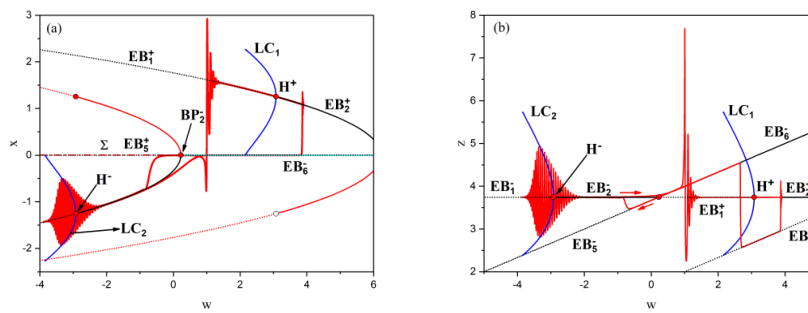 (a)
3
2
1
0
-1
-2
x
-4
-2
0
2
4
6
w
EB₁⁺
LC₁
H⁺
EB₂⁺
BP₂⁻
Σ
EB₅⁺
EB₆⁻
H⁻
LC₂
(b)
8
7
6
5
4
3
2
z
-4
-2
0
2
4
w
LC₂
LC₁
EB₆⁻
H⁻
H⁺
EB₁⁻
EB₂⁻
EB₁⁺
EB₂
EB₅⁻
EB